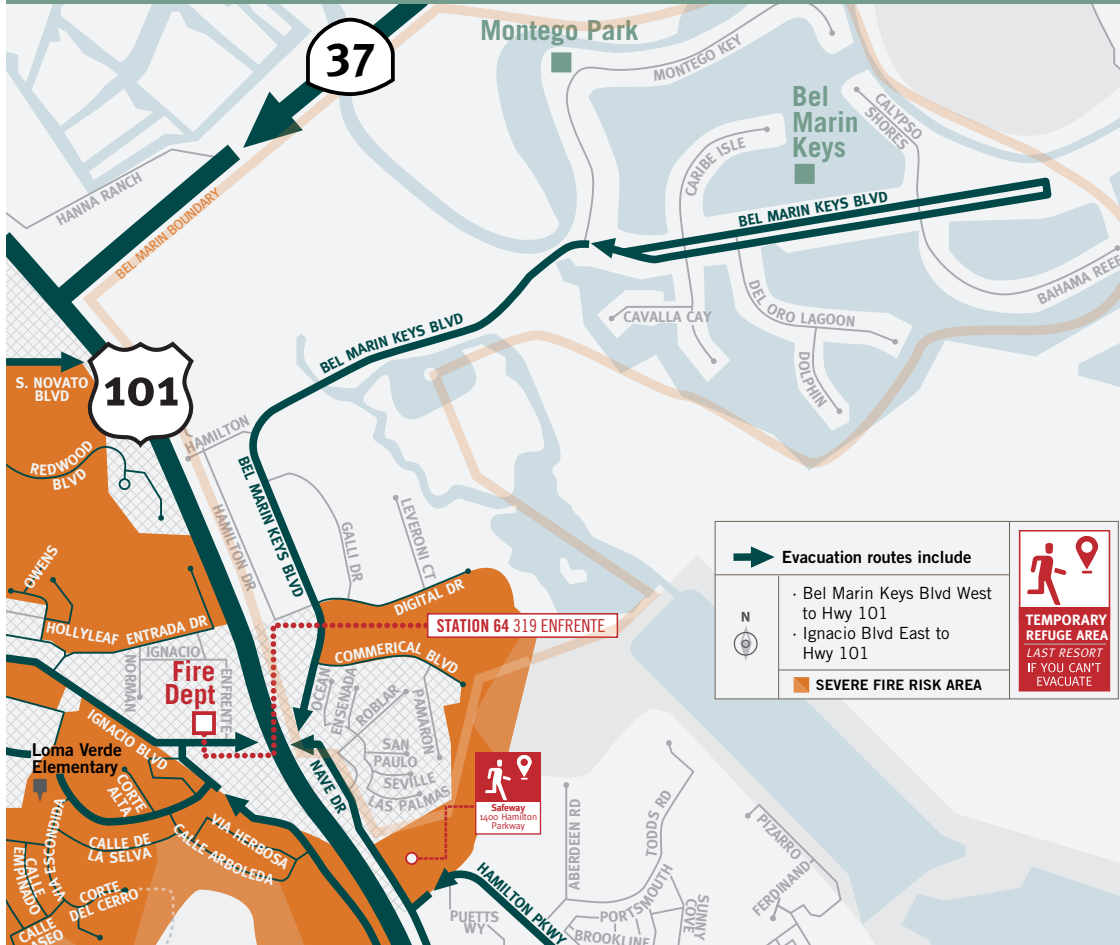 37
Montego Park
MONTEGO KEY
Bel
Marin
Keys
CALYPSO
SHORES
CARIBE ISLE
HANNA RANCH
BEL MARIN BOUNDARY
BEL MARIN KEYS BLVD
BAHAMA REEF
DEL ORO LAGOON
CAVALLA CAY
DOLPHIN
BEL MARIN KEYS BLVD
S. NOVATO
BLVD
101
HAMILTON
REDWOOD
BLVD
BEL MARIN KEYS BLVD
HAMILTON DR
GALLI DR
LEVERONI CT
OWENS
DIGITAL DR
HOLLYLEAF
ENTRADA DR
STATION 64 319 ENFRENTE
COMMERICAL BLVD
IGNACIO
NORMAN
ENFRENTE
Fire
Dept
OCEAN
ENSENADA
ROBLAR
PAMARON
SAN
PAULO
SEVILLE
LAS PALMAS
IGNACIO BLVD
Loma Verde
Elementary
NAVE DR
CORTE
ALTA
VIA HERBOSA
CALLE ARBOLEDA
CALLE DE
LA SELVA
VIA ESCONDIDA
CALLE
EMPINADO
CORTE
DEL CERRO
CALLE
ASEO
Safeway
1400 Hamilton
Parkway
HAMILTON PKWY
ABERDEEN RD
TODDS RD
PUETTS
WY
PORTSMOUTH
BROOKLINE
SUNNY
COVE
PIZARRO
FERDINAND
Evacuation routes include
· Bel Marin Keys Blvd West
to Hwy 101
· Ignacio Blvd East to
Hwy 101
N
SEVERE FIRE RISK AREA
TEMPORARY
REFUGE AREA
LAST RESORT
IF YOU CAN'T
EVACUATE